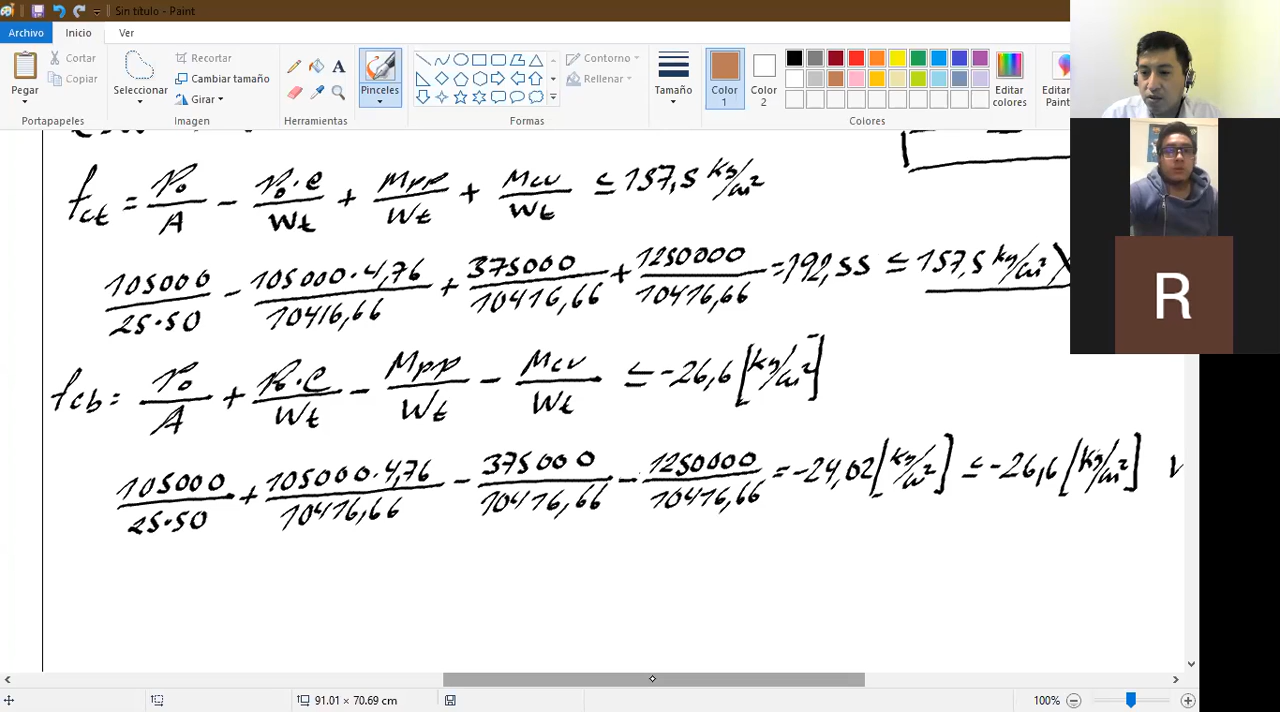 Sin título - Paint
Archivo Inicio Ver
Pegar
Cortar
Copiar
Portapapeles
Seleccionar
Recortar
Cambiar tamaño
Girar
Imagen
A
Herramientas
Pinceles
Contorno
Rellenar
Formas
Tamaño
Color 1
Color 2
Editar colores
Colores
Editar
Paint
R
fct = Po/A - Po·e/Wt + Mpp/Wt + Mcv/Wt ≤ 157,5 kg/cm²
105000/25·50 - 105000·4,76/10416,66 + 375000/10416,66 + 1250000/10416,66 = 192,55 ≤ 157,5 kg/cm² X
fcb = Po/A + Po·e/Wt - Mpp/Wt - Mcv/Wt ≤ -26,6 [kg/cm²]
105000/25·50 + 105000·4,76/10416,66 - 375000/10416,66 - 1250000/10416,66 = -24,02 [kg/cm²] ≤ -26,6 [kg/cm²]
91.01 × 70.69 cm
100%